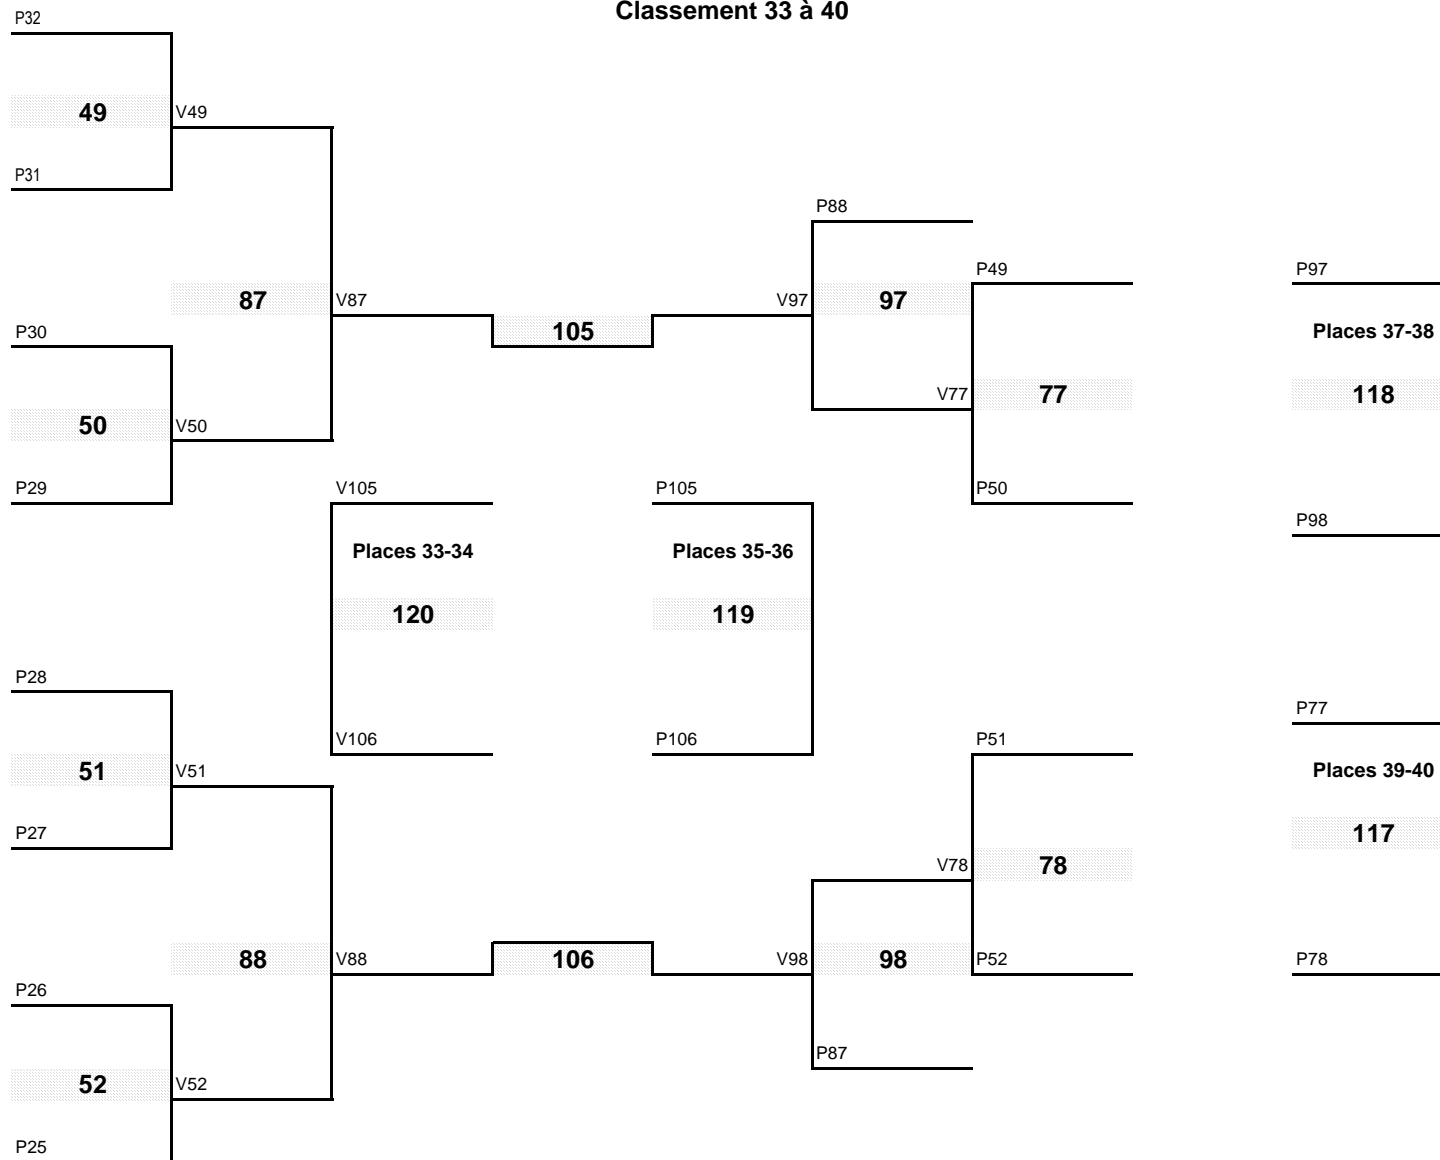 Classement 33 à 40
P32
49
V49
P31
P88
P49
P97
87
V87
V97
97
P30
105
Places 37-38
V77
77
118
50
V50
P29
V105
P105
P50
P98
Places 33-34
Places 35-36
120
119
P28
P77
V106
P106
P51
51
V51
Places 39-40
P27
117
V78
78
88
V88
106
V98
98
P52
P78
P26
P87
52
V52
P25